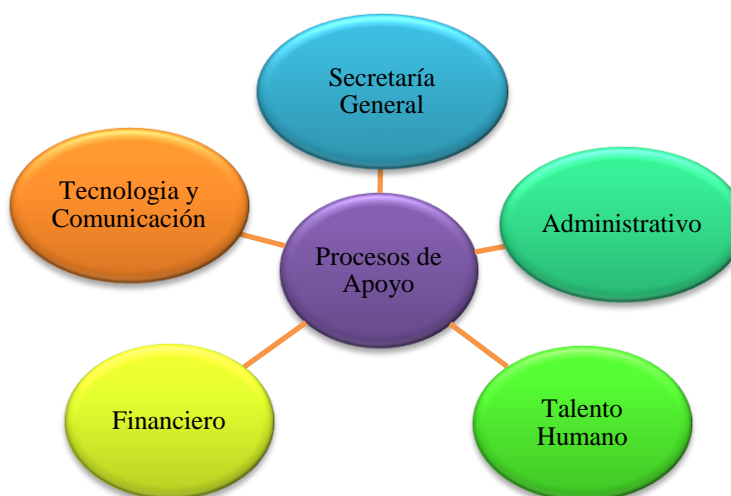 Secretaría
General
Tecnologia y
Comunicación
Administrativo
Procesos de
Apoyo
Financiero
Talento
Humano